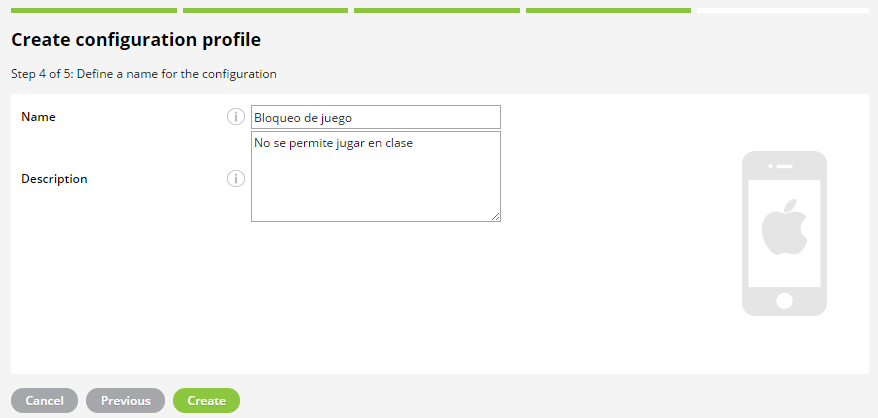 Create configuration profile
Step 4 of 5: Define a name for the configuration
Name
Bloqueo de juego
Description
No se permite jugar en clase
Cancel
Previous
Create